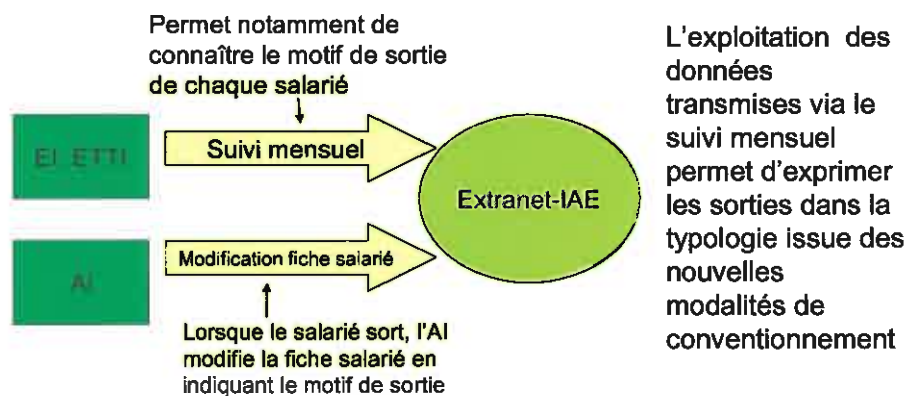 Permet notamment de
connaître le motif de sortie
de chaque salarié
EI ETTI
Suivi mensuel
Extranet-IAE
AI
Modification fiche salarié
Lorsque le salarié sort, l'AI
modifie la fiche salarié en
indiquant le motif de sortie
L'exploitation des
données
transmises via le
suivi mensuel
permet d'exprimer
les sorties dans la
typologie issue des
nouvelles
modalités de
conventionnement